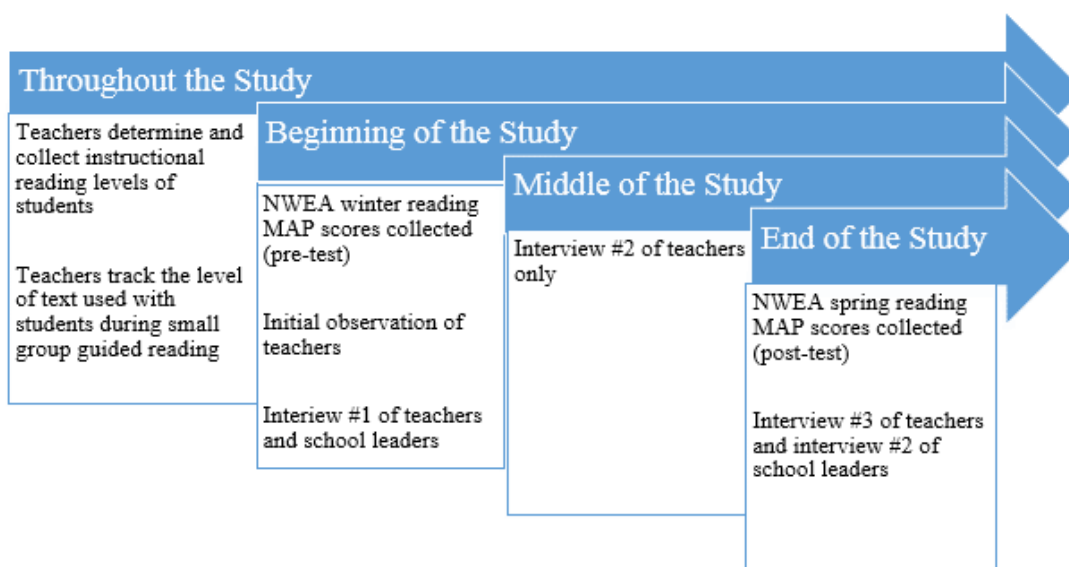 Throughout the Study
Teachers determine and
collect instructional
reading levels of
students
Teachers track the level
of text used with
students during small
group guided reading
Beginning of the Study
NWEA winter reading
MAP scores collected
(pre-test)
Initial observation of
teachers
Interiew #1 of teachers
and school leaders
Middle of the Study
Interview #2 of teachers
only
End of the Study
NWEA spring reading
MAP scores collected
(post-test)
Interview #3 of teachers
and interview #2 of
school leaders